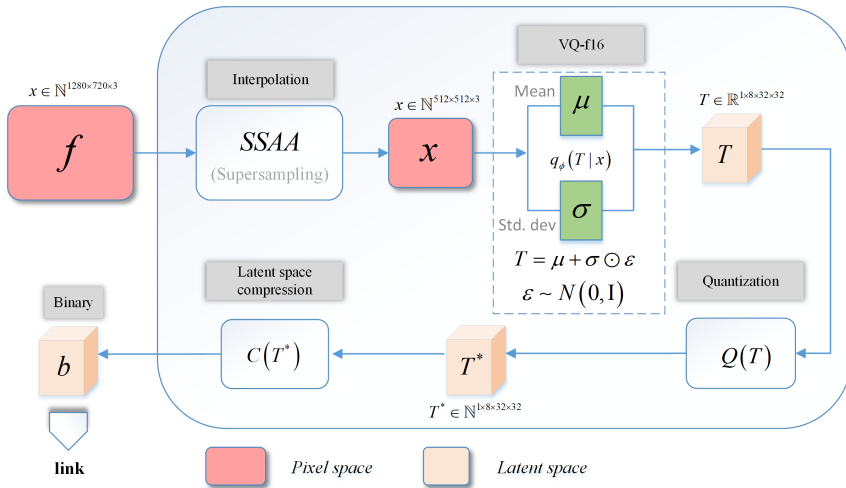 VQ-f16
Interpolation
x ∈ ℕ^{1280×720×3}
x ∈ ℕ^{512×512×3}
Mean
μ
T ∈ ℝ^{1×8×32×32}
f
SSAA
(Supersampling)
x
q_ϕ(T | x)
T
Std. dev
σ
T = μ + σ ⊙ ε
ε ~ N(0, I)
Latent space
compression
Quantization
Binary
b
C(T*)
T*
Q(T)
T* ∈ ℕ^{1×8×32×32}
link
Pixel space
Latent space